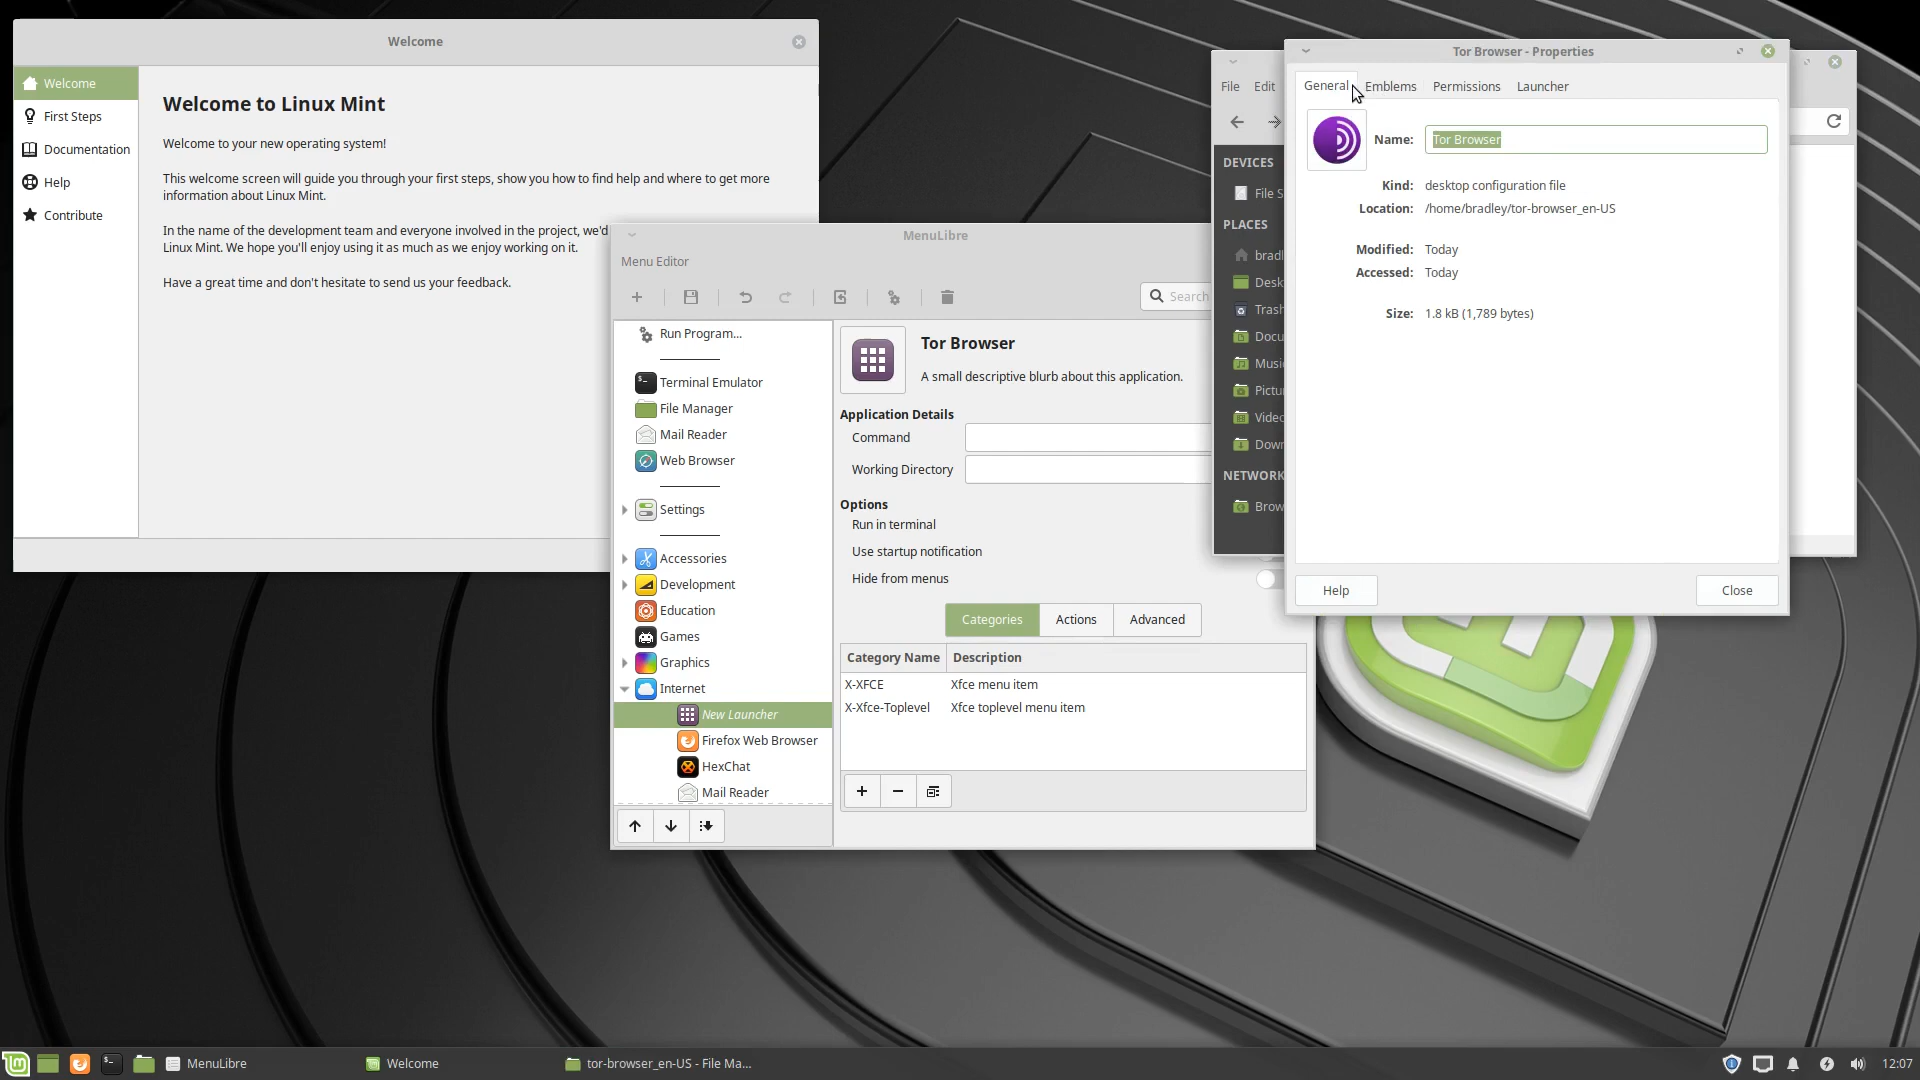 Welcome
Welcome
First Steps
Documentation
Help
Contribute
Welcome to Linux Mint
Welcome to your new operating system!
This welcome screen will guide you through your first steps, show you how to find help and where to get more
information about Linux Mint.
In the name of the development team and everyone involved in the project, we'd
Linux Mint. We hope you'll enjoy using it as much as we enjoy working on it.
Have a great time and don't hesitate to send us your feedback.
MenuLibre
Menu Editor
Search
Run Program...
Terminal Emulator
File Manager
Mail Reader
Web Browser
Settings
Accessories
Development
Education
Games
Graphics
Internet
New Launcher
Firefox Web Browser
HexChat
Mail Reader
Tor Browser
A small descriptive blurb about this application.
Application Details
Command
Working Directory
Options
Run in terminal
Use startup notification
Hide from menus
Categories Actions Advanced
Category Name Description
X-XFCE Xfce menu item
X-Xfce-Toplevel Xfce toplevel menu item
File Edit
DEVICES
File S
PLACES
bradl
Desk
Trash
Docu
Music
Pictu
Video
Down
NETWORK
Brow
Tor Browser - Properties
General Emblems Permissions Launcher
Name: Tor Browser
Kind: desktop configuration file
Location: /home/bradley/tor-browser_en-US
Modified: Today
Accessed: Today
Size: 1.8 kB (1,789 bytes)
Help Close
MenuLibre Welcome tor-browser_en-US - File Ma... 12:07